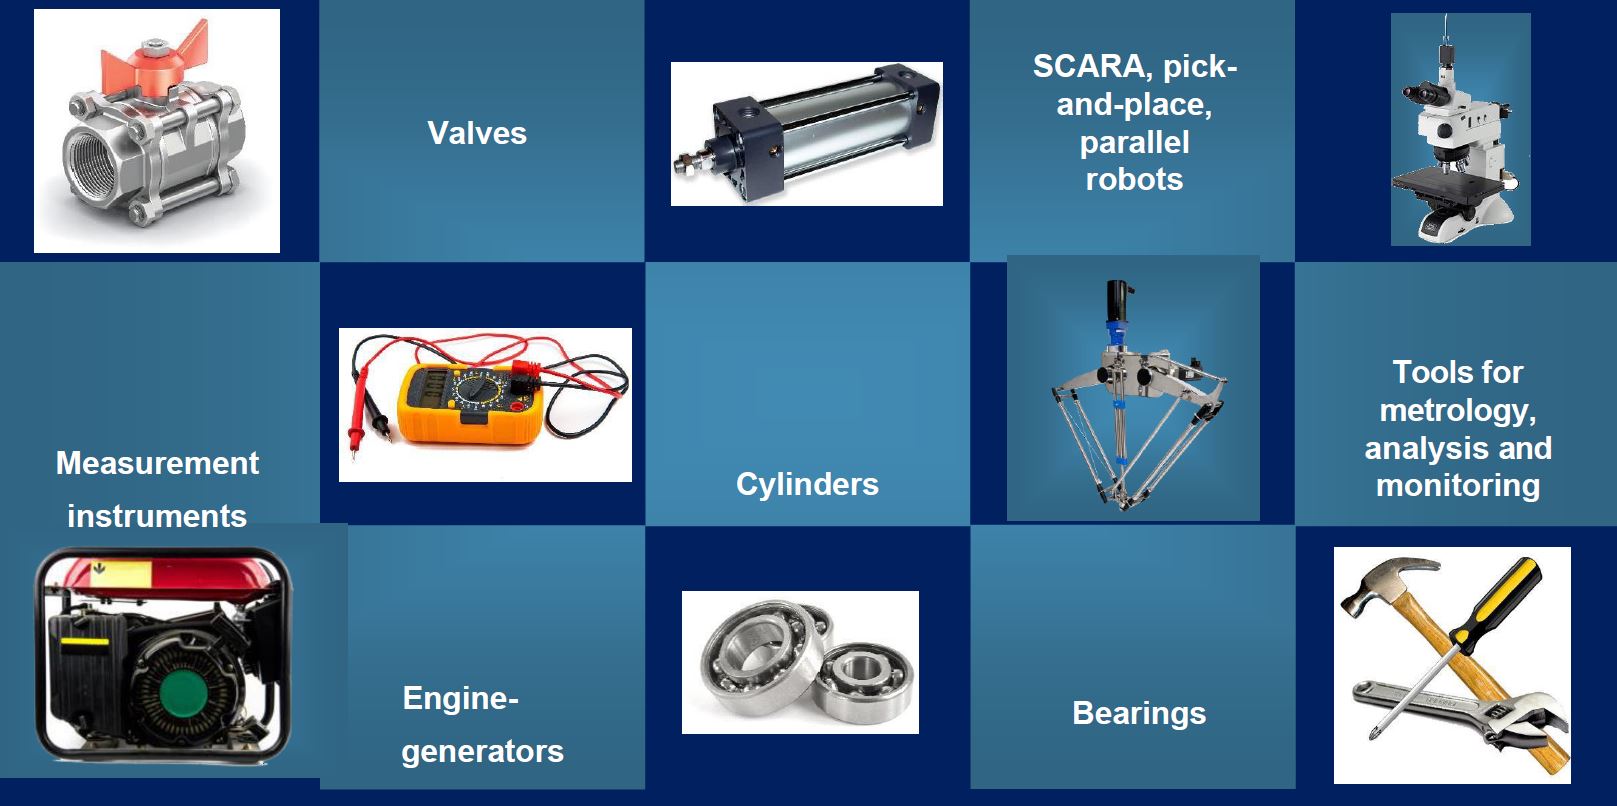 Valves
SCARA, pick-
and-place,
parallel
robots
Measurement
instruments
Cylinders
Tools for
metrology,
analysis and
monitoring
Engine-
generators
Bearings